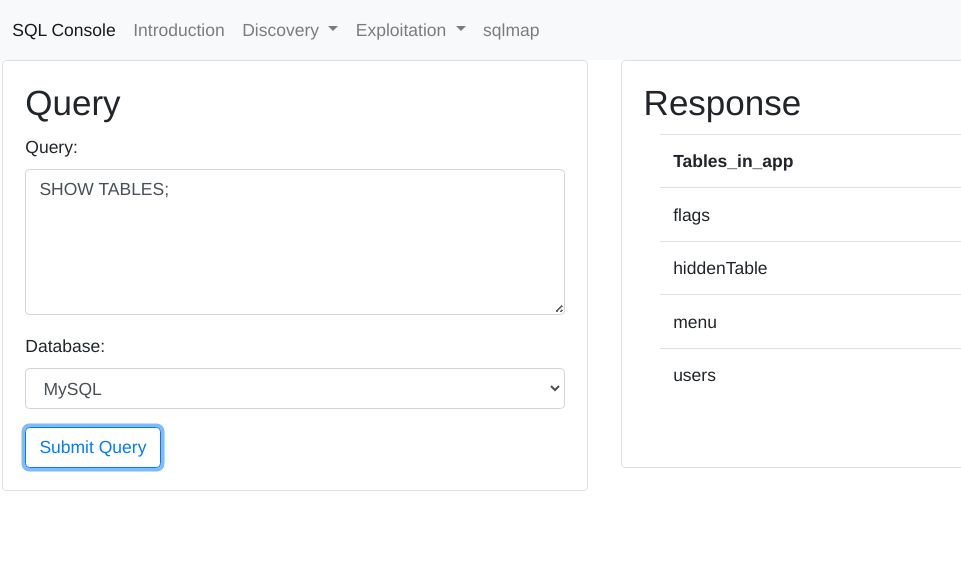 SQL Console Introduction Discovery Exploitation sqlmap
Query
Query:
SHOW TABLES;
Database:
MySQL
Submit Query
Response
Tables_in_app
flags
hiddenTable
menu
users